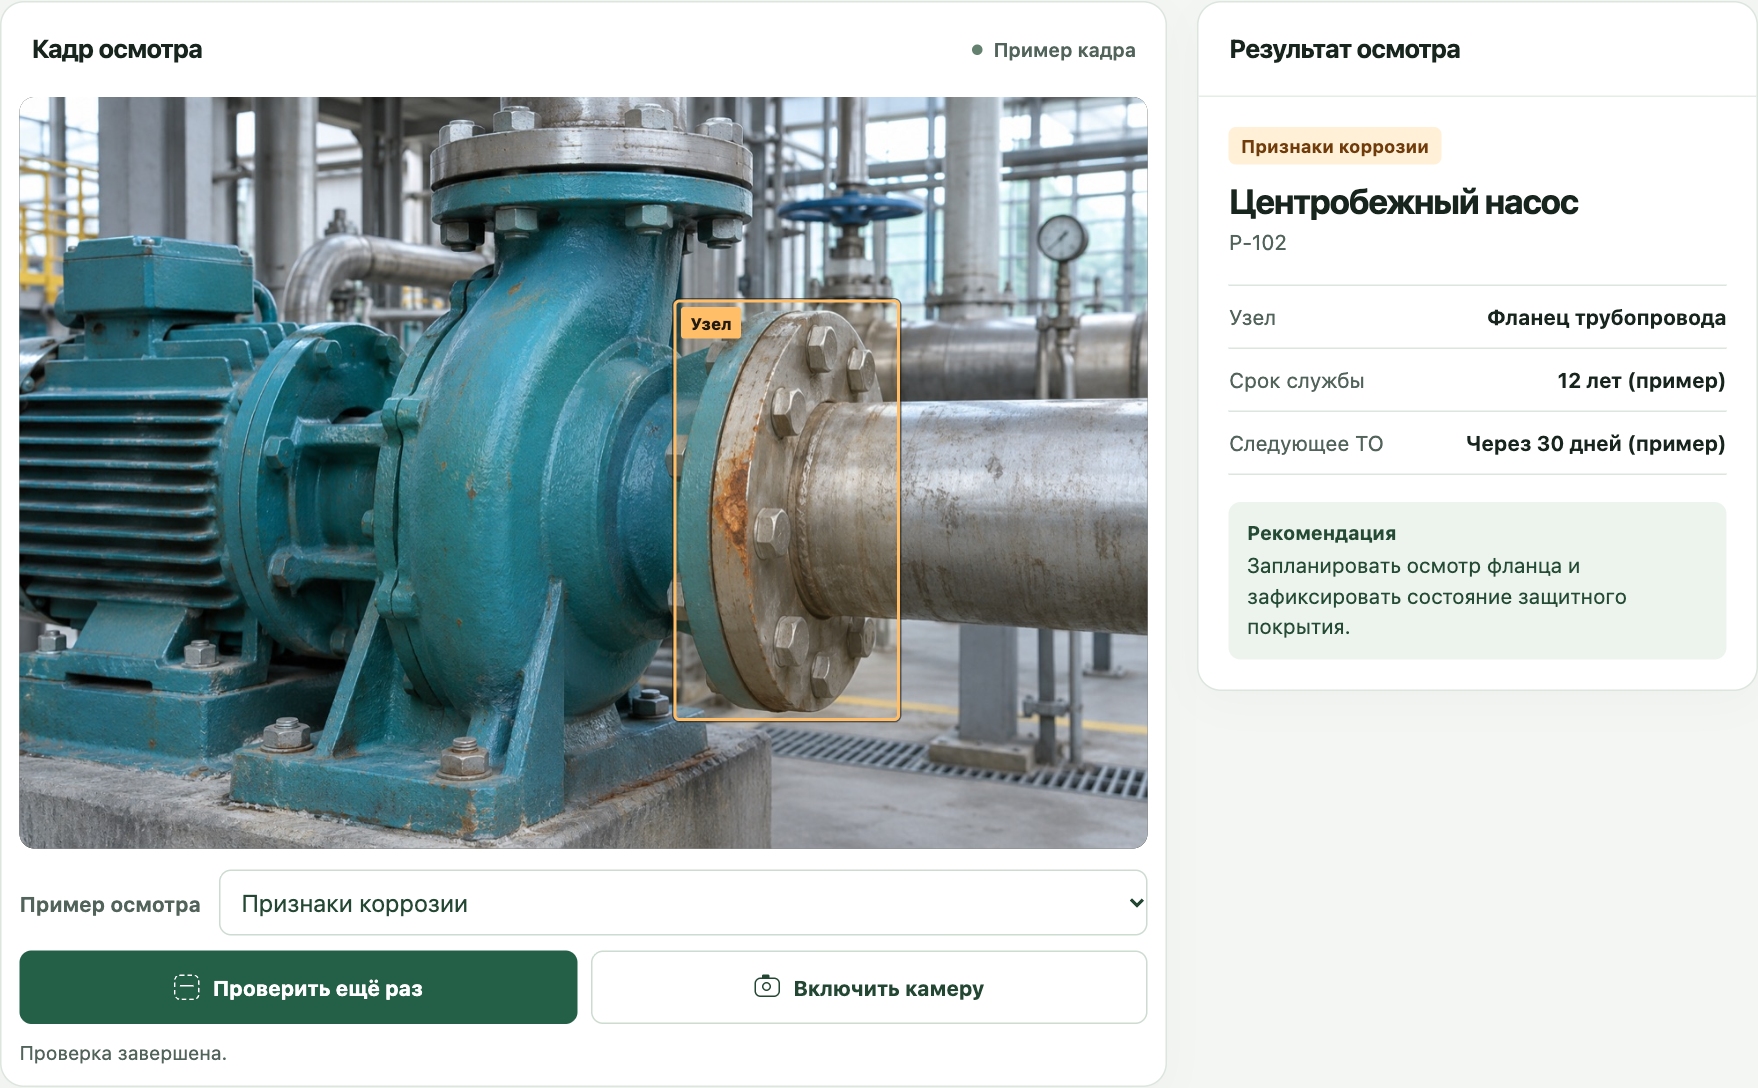 Кадр осмотра
Пример кадра
Узел
Пример осмотра
Признаки коррозии
Проверить ещё раз
Включить камеру
Проверка завершена.
Результат осмотра
Признаки коррозии
Центробежный насос
P-102
Узел
Фланец трубопровода
Срок службы
12 лет (пример)
Следующее ТО
Через 30 дней (пример)
Рекомендация
Запланировать осмотр фланца и
зафиксировать состояние защитного
покрытия.